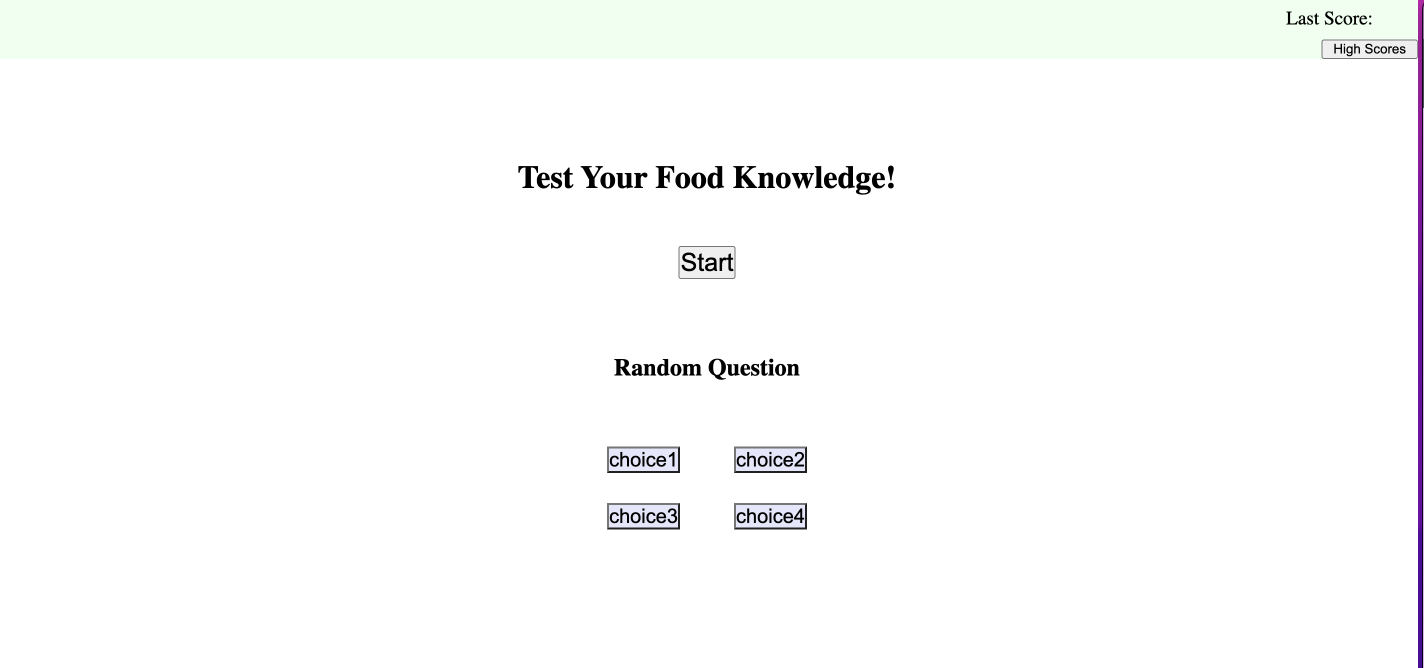 Last Score:
High Scores
Test Your Food Knowledge!
Start
Random Question
choice1 choice2
choice3 choice4